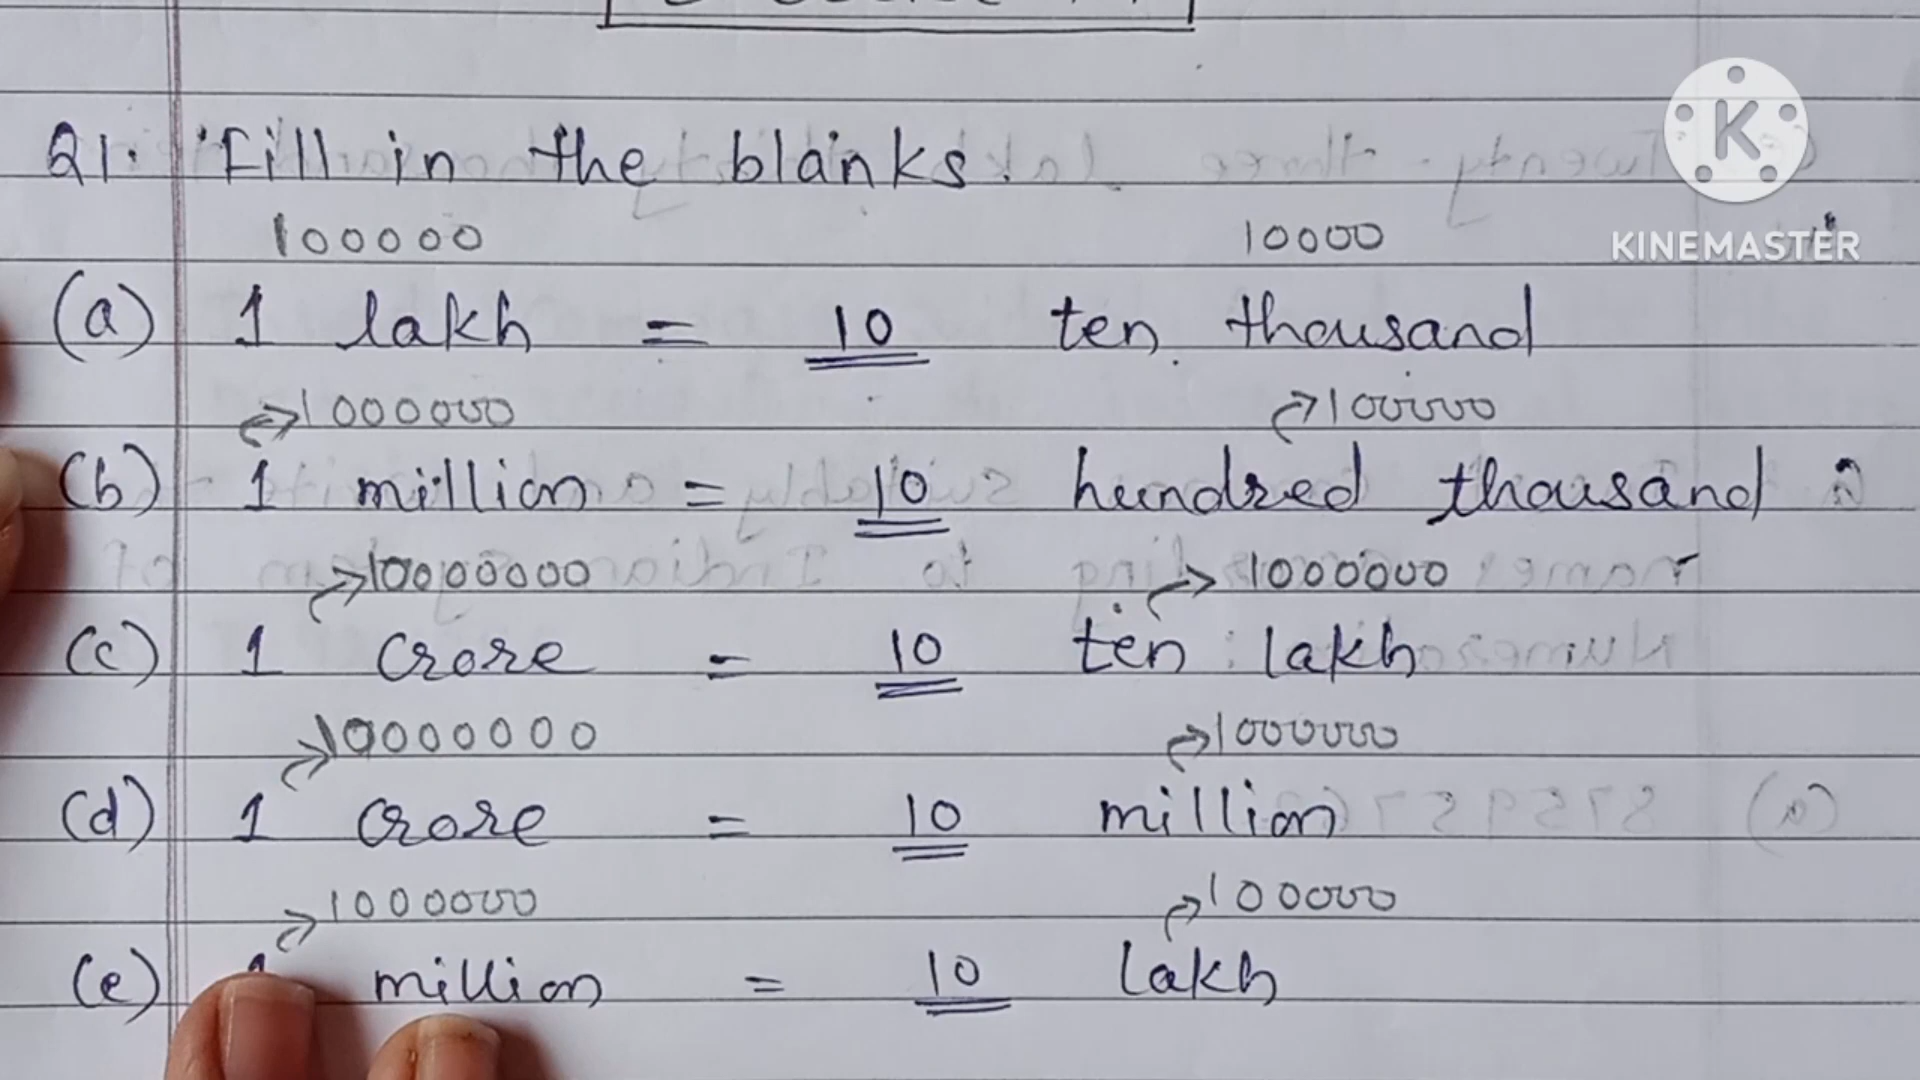 Q1. Fill in the blanks.
KINEMASTER
100000 10000
(a) 1 lakh = 10 ten thousand
1000000 100000
(b) 1 million = 10 hundred thousand
10000000 1000000
(c) 1 crore = 10 ten lakh
10000000 1000000
(d) 1 crore = 10 million
1000000 100000
(e) 1 million = 10 lakh